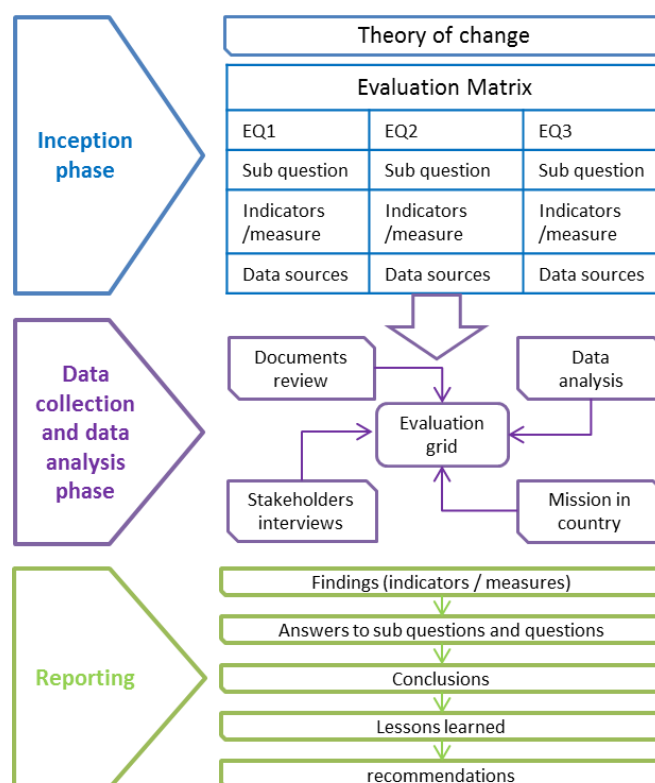 Theory of change
Evaluation Matrix
Inception
phase
EQ1 EQ2 EQ3
Sub question Sub question Sub question
Indicators Indicators Indicators
/measure /measure /measure
Data sources Data sources Data sources
Data
collection
and data
analysis
phase
Documents
review
Data
analysis
Evaluation
grid
Stakeholders
interviews
Mission in
country
Reporting
Findings (indicators / measures)
Answers to sub questions and questions
Conclusions
Lessons learned
recommendations